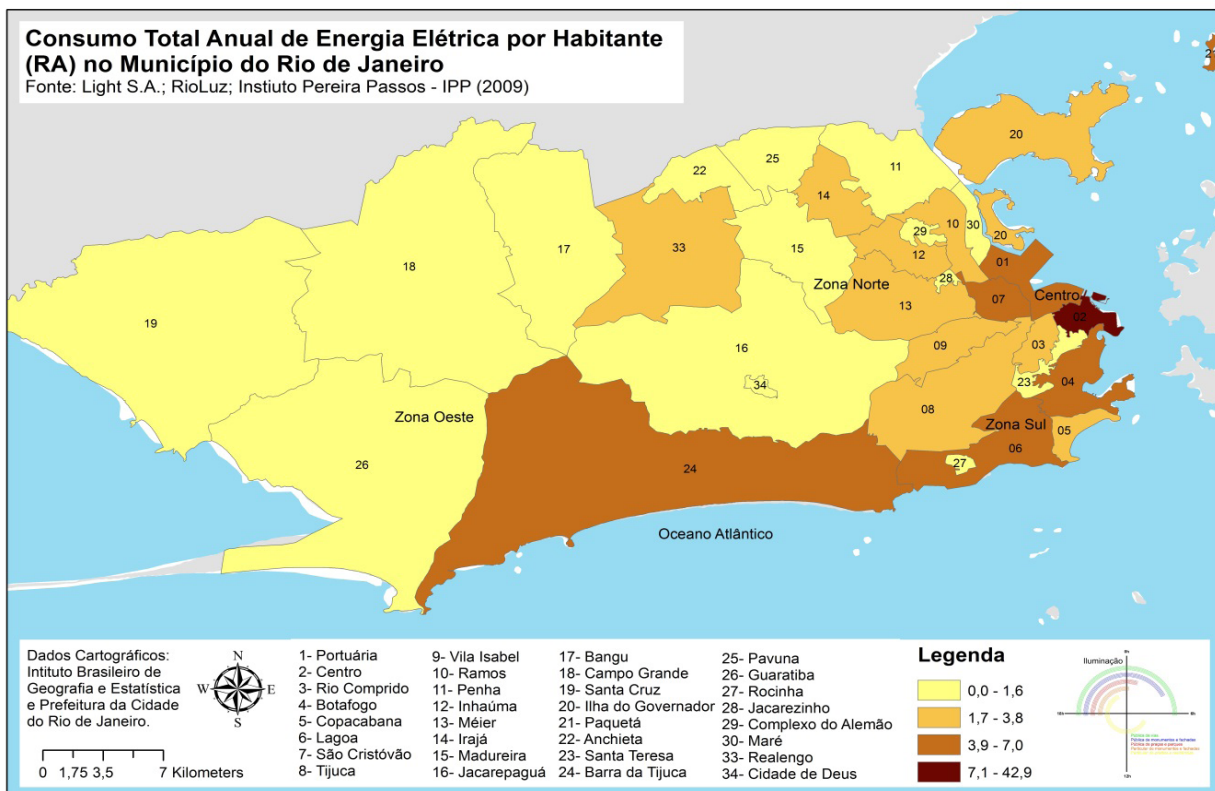 Consumo Total Anual de Energia Elétrica por Habitante
(RA) no Município do Rio de Janeiro
Fonte: Light S.A.; RioLuz; Instiuto Pereira Passos - IPP (2009)
21
20
25
11
22
14
10
30
29
20
33
17
15
12
01
18
28
Zona Norte
07
Centro
13
02
19
16
09
03
34
23
04
08
Zona Oeste
Zona Sul
05
06
26
24
27
Oceano Atlântico
Dados Cartográficos:
Intituto Brasileiro de
Geografia e Estatística
e Prefeitura da Cidade
do Rio de Janeiro.
N
W
E
S
0 1,75 3,5 7 Kilometers
1- Portuária
2- Centro
3- Rio Comprido
4- Botafogo
5- Copacabana
6- Lagoa
7- São Cristóvão
8- Tijuca
9- Vila Isabel
10- Ramos
11- Penha
12- Inhaúma
13- Méier
14- Irajá
15- Madureira
16- Jacarepaguá
17- Bangu
18- Campo Grande
19- Santa Cruz
20- Ilha do Governador
21- Paquetá
22- Anchieta
23- Santa Teresa
24- Barra da Tijuca
25- Pavuna
26- Guaratiba
27- Rocinha
28- Jacarezinho
29- Complexo do Alemão
30- Maré
33- Realengo
34- Cidade de Deus
Legenda
0,0 - 1,6
1,7 - 3,8
3,9 - 7,0
7,1 - 42,9
Iluminação